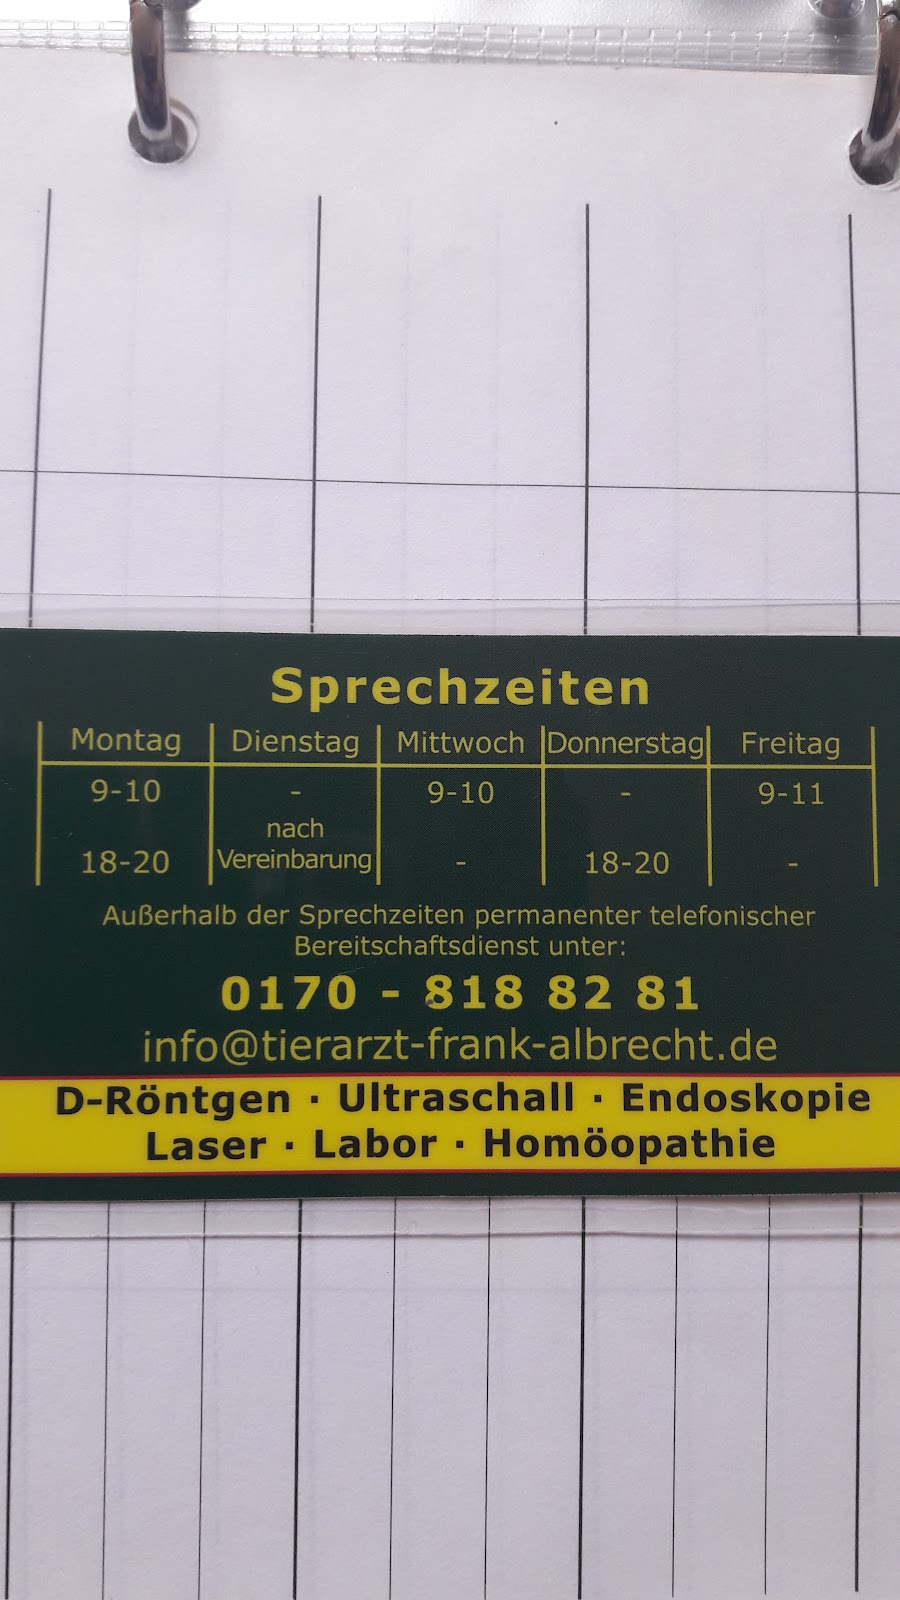 Sprechzeiten
Montag Dienstag Mittwoch Donnerstag Freitag
9-10 - 9-10 - 9-11
nach
18-20 Vereinbarung - 18-20 -
Außerhalb der Sprechzeiten permanenter telefonischer
Bereitschaftsdienst unter:
0170 - 818 82 81
info@tierarzt-frank-albrecht.de
D-Röntgen · Ultraschall · Endoskopie
Laser · Labor · Homöopathie